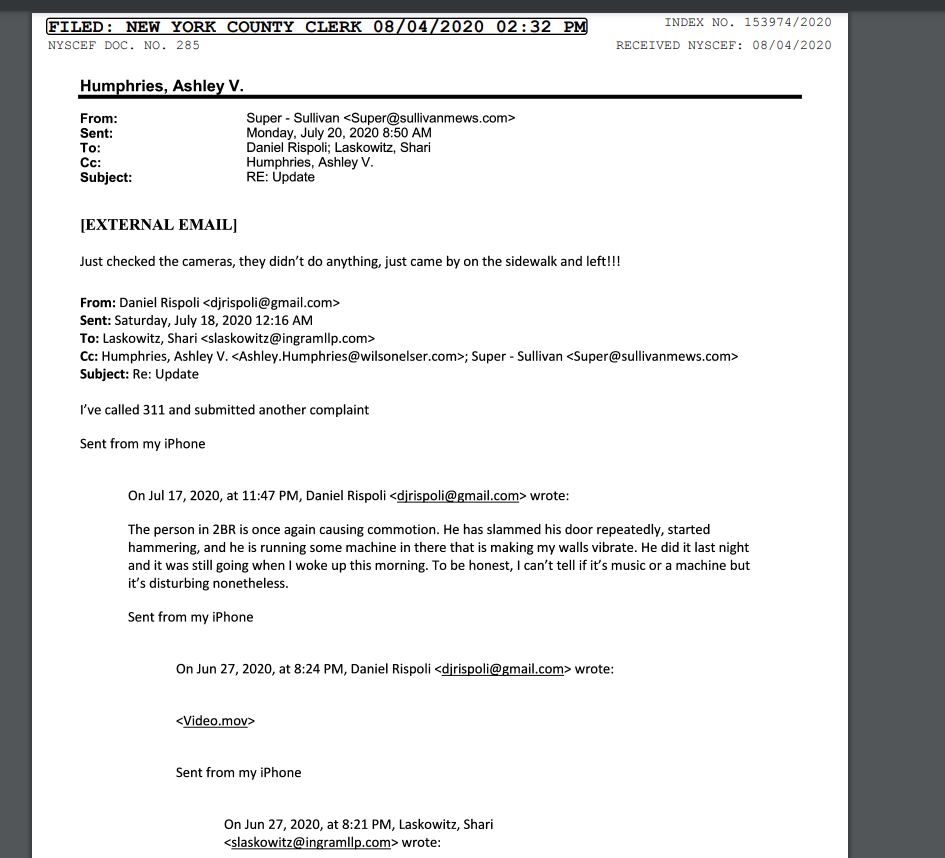 FILED: NEW YORK COUNTY CLERK 08/04/2020 02:32 PM
INDEX NO. 153974/2020
NYSCEF DOC. NO. 285
RECEIVED NYSCEF: 08/04/2020
Humphries, Ashley V.
From: Super - Sullivan <Super@sullivanmews.com>
Sent: Monday, July 20, 2020 8:50 AM
To: Daniel Rispoli; Laskowitz, Shari
Cc: Humphries, Ashley V.
Subject: RE: Update
[EXTERNAL EMAIL]
Just checked the cameras, they didn’t do anything, just came by on the sidewalk and left!!!
From: Daniel Rispoli <djrispoli@gmail.com>
Sent: Saturday, July 18, 2020 12:16 AM
To: Laskowitz, Shari <slaskowitz@ingramllp.com>
Cc: Humphries, Ashley V. <Ashley.Humphries@wilsonelser.com>; Super - Sullivan <Super@sullivanmews.com>
Subject: Re: Update
I’ve called 311 and submitted another complaint
Sent from my iPhone
On Jul 17, 2020, at 11:47 PM, Daniel Rispoli <djrispoli@gmail.com> wrote:
The person in 2BR is once again causing commotion. He has slammed his door repeatedly, started
hammering, and he is running some machine in there that is making my walls vibrate. He did it last night
and it was still going when I woke up this morning. To be honest, I can’t tell if it’s music or a machine but
it’s disturbing nonetheless.
Sent from my iPhone
On Jun 27, 2020, at 8:24 PM, Daniel Rispoli <djrispoli@gmail.com> wrote:
<Video.mov>
Sent from my iPhone
On Jun 27, 2020, at 8:21 PM, Laskowitz, Shari
<slaskowitz@ingramllp.com> wrote: